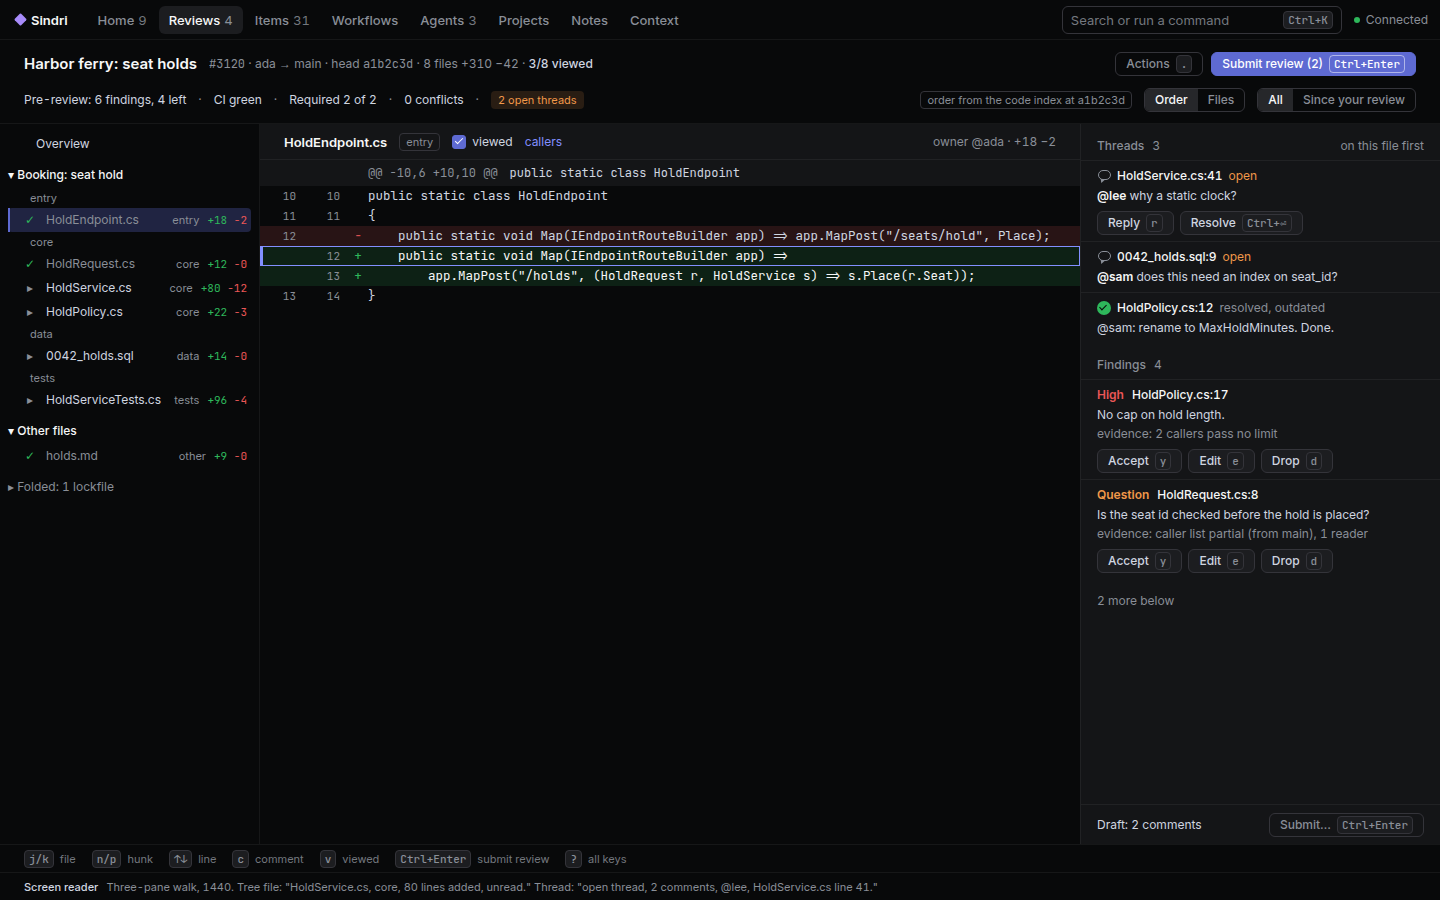 Sindri Home 9 Reviews 4 Items 31 Workflows Agents 3 Projects Notes Context Search or run a command Ctrl+K Connected
Harbor ferry: seat holds #3120 · ada → main · head a1b2c3d · 8 files +310 −42 · 3/8 viewed Actions . Submit review (2) Ctrl+Enter
Pre-review: 6 findings, 4 left · CI green · Required 2 of 2 · 0 conflicts · 2 open threads order from the code index at a1b2c3d Order Files All Since your review
Overview
▾ Booking: seat hold
entry
✓ HoldEndpoint.cs entry +18 -2
core
✓ HoldRequest.cs core +12 -0
▸ HoldService.cs core +80 -12
▸ HoldPolicy.cs core +22 -3
data
▸ 0042_holds.sql data +14 -0
tests
▸ HoldServiceTests.cs tests +96 -4
▾ Other files
✓ holds.md other +9 -0
▸ Folded: 1 lockfile
HoldEndpoint.cs entry viewed callers owner @ada · +18 −2
@@ -10,6 +10,10 @@ public static class HoldEndpoint
10 10 public static class HoldEndpoint
11 11 {
12 - public static void Map(IEndpointRouteBuilder app) => app.MapPost("/seats/hold", Place);
12 + public static void Map(IEndpointRouteBuilder app) =>
13 + app.MapPost("/holds", (HoldRequest r, HoldService s) => s.Place(r.Seat));
13 14 }
Threads 3 on this file first
HoldService.cs:41 open
@lee why a static clock?
Reply r Resolve Ctrl+⏎
0042_holds.sql:9 open
@sam does this need an index on seat_id?
HoldPolicy.cs:12 resolved, outdated
@sam: rename to MaxHoldMinutes. Done.
Findings 4
High HoldPolicy.cs:17
No cap on hold length.
evidence: 2 callers pass no limit
Accept y Edit e Drop d
Question HoldRequest.cs:8
Is the seat id checked before the hold is placed?
evidence: caller list partial (from main), 1 reader
Accept y Edit e Drop d
2 more below
Draft: 2 comments Submit... Ctrl+Enter
j/k file n/p hunk ↑↓ line c comment v viewed Ctrl+Enter submit review ? all keys
Screen reader Three-pane walk, 1440. Tree file: "HoldService.cs, core, 80 lines added, unread." Thread: "open thread, 2 comments, @lee, HoldService.cs line 41."